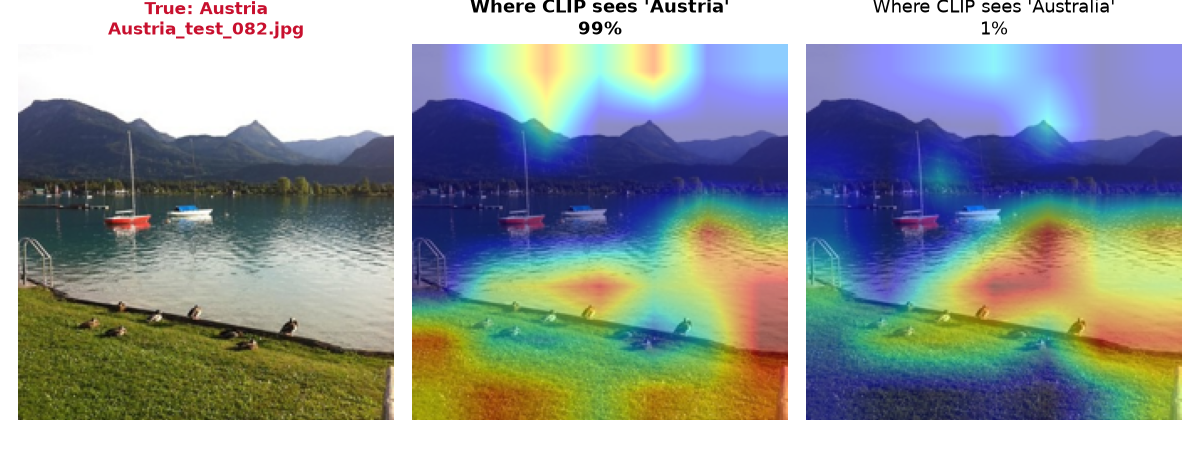 True: Austria
Austria_test_082.jpg
Where CLIP sees 'Austria'
99%
Where CLIP sees 'Australia'
1%